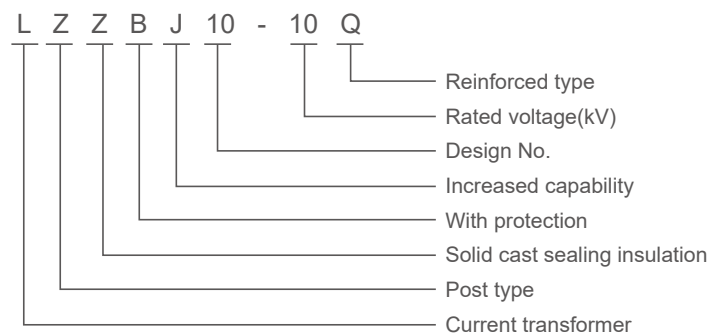 L Z Z B J 10 - 10 Q
Reinforced type
Rated voltage(kV)
Design No.
Increased capability
With protection
Solid cast sealing insulation
Post type
Current transformer